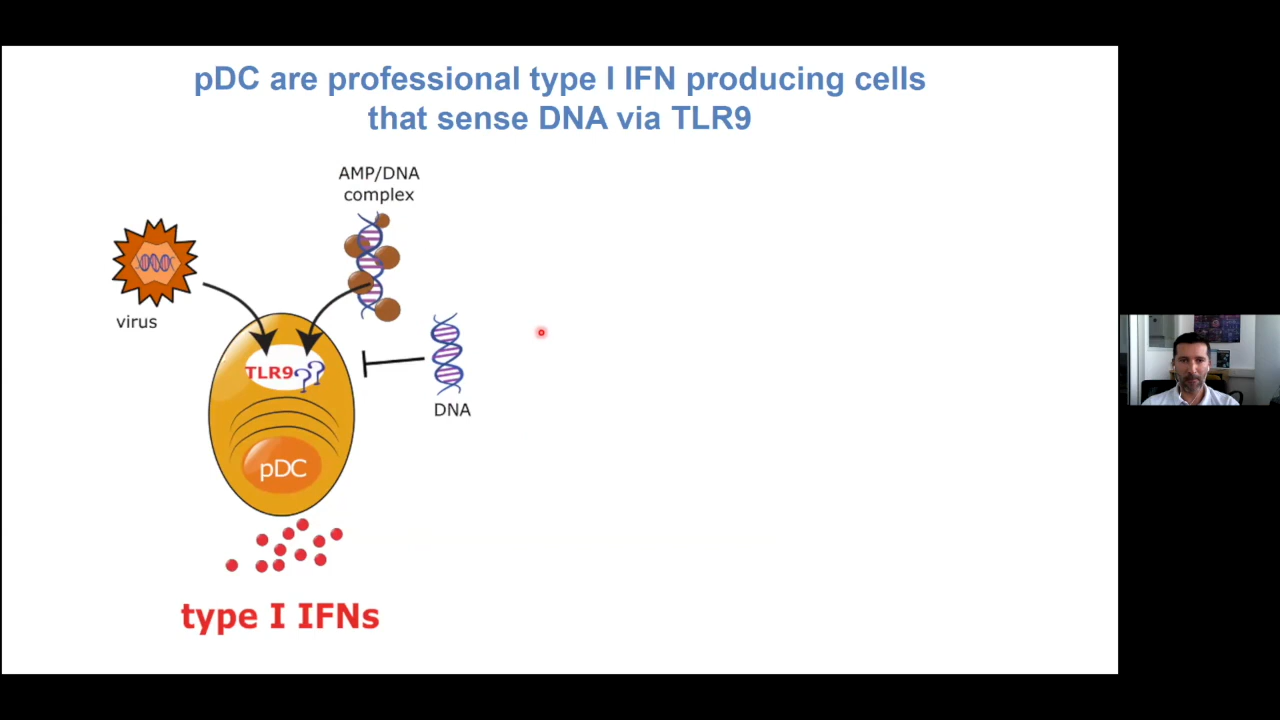 pDC are professional type I IFN producing cells
that sense DNA via TLR9
AMP/DNA
complex
virus
TLR9
DNA
pDC
type I IFNs